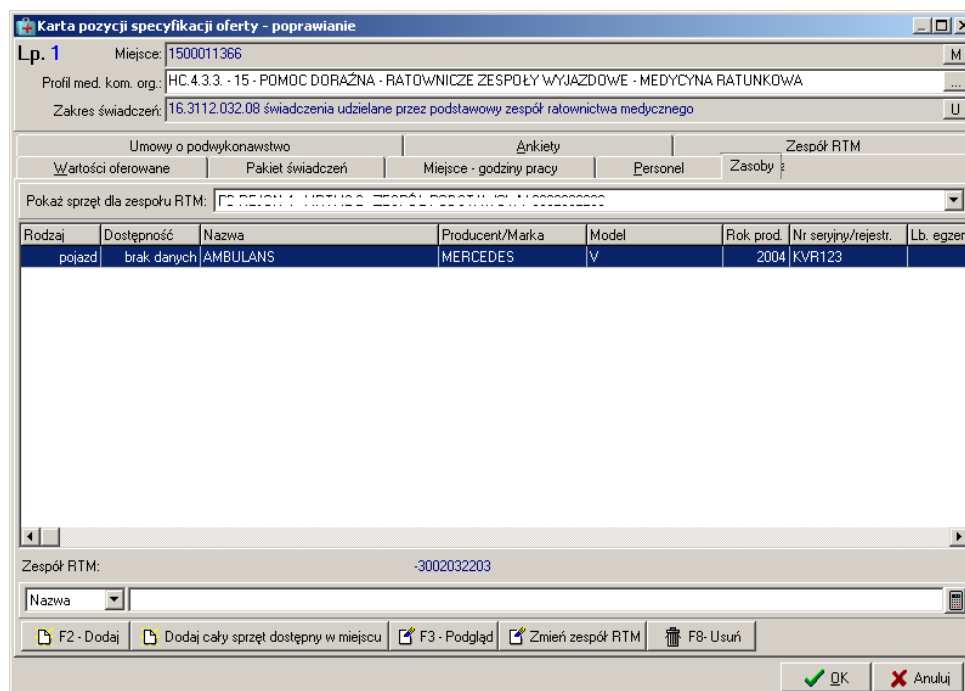 Karta pozycji specyfikacji oferty - poprawianie
Lp. 1 Miejsce: 1500011366 M
Profil med. kom. org.: HC.4.3.3. - 15 - POMOC DORAŹNA - RATOWNICZE ZESPOŁY WYJAZDOWE - MEDYCYNA RATUNKOWA ...
Zakres świadczeń: 16.3112.032.08 świadczenia udzielane przez podstawowy zespół ratownictwa medycznego U
Umowy o podwykonawstwo Ankiety Zespół RTM
Wartości oferowane Pakiet świadczeń Miejsce - godziny pracy Personel Zasoby
Pokaż sprzęt dla zespołu RTM:
Rodzaj Dostępność Nazwa Producent/Marka Model Rok prod. Nr seryjny/rejestr. Lb. egzem
pojazd brak danych AMBULANS MERCEDES V 2004 KVR123
Zespół RTM: -3002032203
Nazwa
F2 - Dodaj Dodaj cały sprzęt dostępny w miejscu F3 - Podgląd Zmień zespół RTM F8- Usuń
OK Anuluj